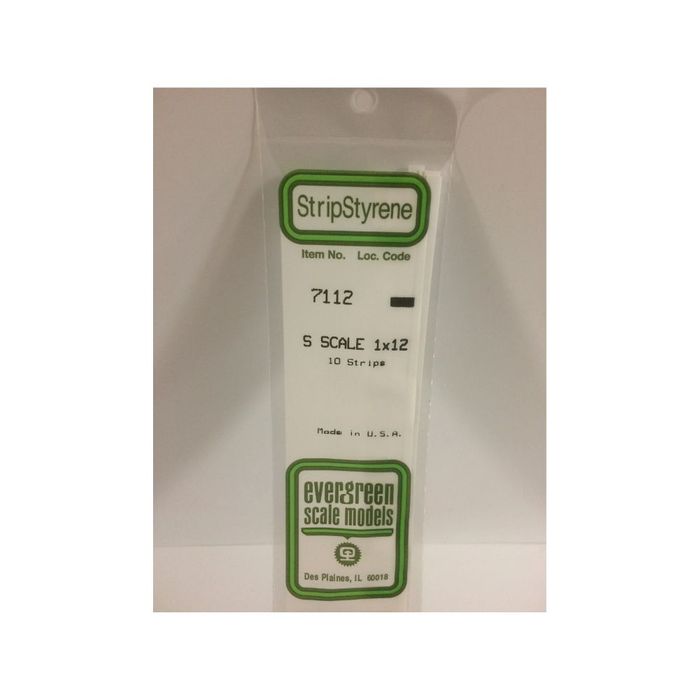 StripStyrene
Item No. Loc. Code
7112
S SCALE 1x12
10 Strips
Made in U.S.A.
evergreen
scale models
Des Plaines, IL 60018